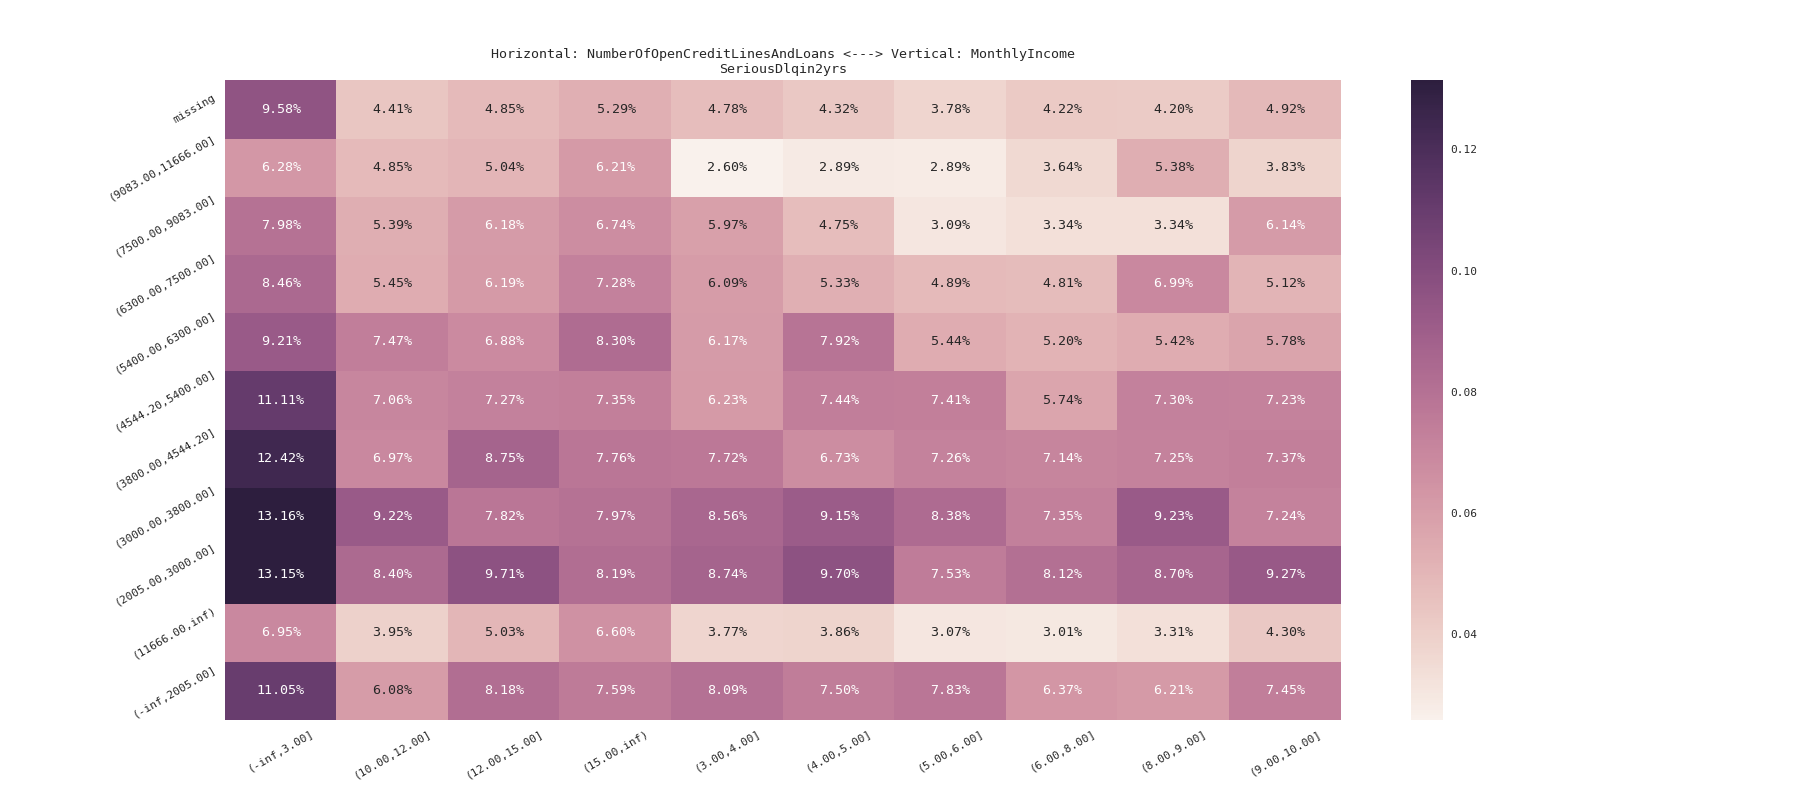 Horizontal: NumberOfOpenCreditLinesAndLoans <---> Vertical: MonthlyIncome
SeriousDlqin2yrs
missing 9.58% 4.41% 4.85% 5.29% 4.78% 4.32% 3.78% 4.22% 4.20% 4.92%
(9083.00,11666.00] 6.28% 4.85% 5.04% 6.21% 2.60% 2.89% 2.89% 3.64% 5.38% 3.83%
(7500.00,9083.00] 7.98% 5.39% 6.18% 6.74% 5.97% 4.75% 3.09% 3.34% 3.34% 6.14%
(6300.00,7500.00] 8.46% 5.45% 6.19% 7.28% 6.09% 5.33% 4.89% 4.81% 6.99% 5.12%
(5400.00,6300.00] 9.21% 7.47% 6.88% 8.30% 6.17% 7.92% 5.44% 5.20% 5.42% 5.78%
(4544.20,5400.00] 11.11% 7.06% 7.27% 7.35% 6.23% 7.44% 7.41% 5.74% 7.30% 7.23%
(3800.00,4544.20] 12.42% 6.97% 8.75% 7.76% 7.72% 6.73% 7.26% 7.14% 7.25% 7.37%
(3000.00,3800.00] 13.16% 9.22% 7.82% 7.97% 8.56% 9.15% 8.38% 7.35% 9.23% 7.24%
(2005.00,3000.00] 13.15% 8.40% 9.71% 8.19% 8.74% 9.70% 7.53% 8.12% 8.70% 9.27%
(11666.00,inf) 6.95% 3.95% 5.03% 6.60% 3.77% 3.86% 3.07% 3.01% 3.31% 4.30%
(-inf,2005.00] 11.05% 6.08% 8.18% 7.59% 8.09% 7.50% 7.83% 6.37% 6.21% 7.45%
(-inf,3.00] (10.00,12.00] (12.00,15.00] (15.00,inf) (3.00,4.00] (4.00,5.00] (5.00,6.00] (6.00,8.00] (8.00,9.00] (9.00,10.00]
0.12
0.10
0.08
0.06
0.04